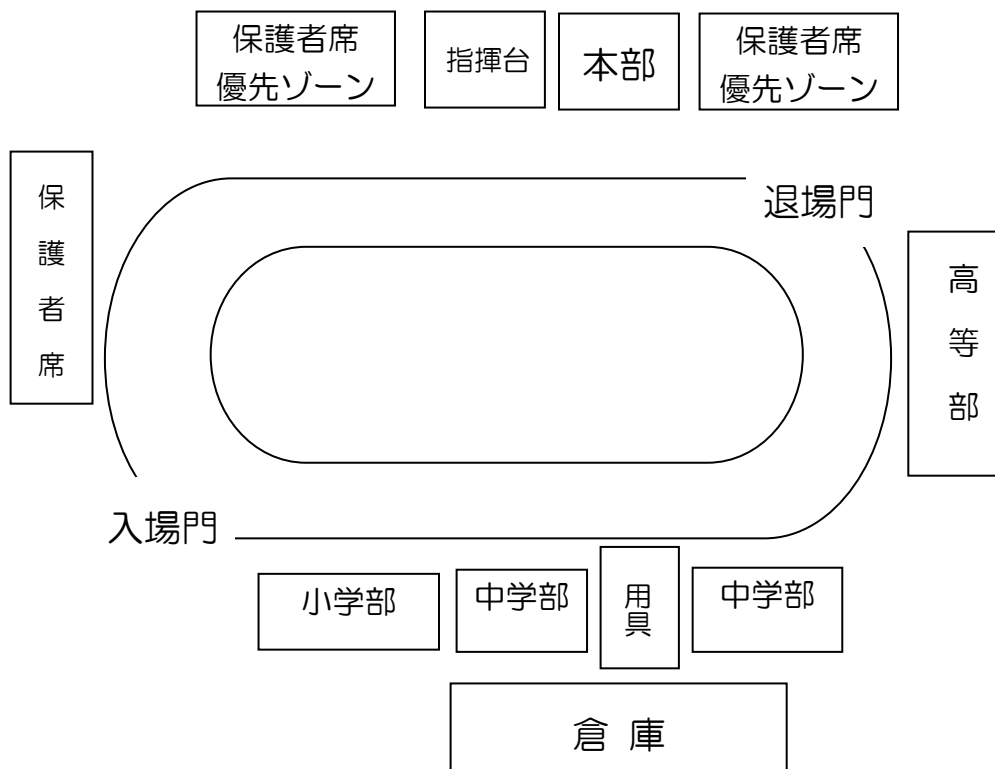 保護者席
優先ゾーン
指揮台
本部
保護者席
優先ゾーン
保護者席
退場門
高等部
入場門
小学部
中学部
用具
中学部
倉 庫